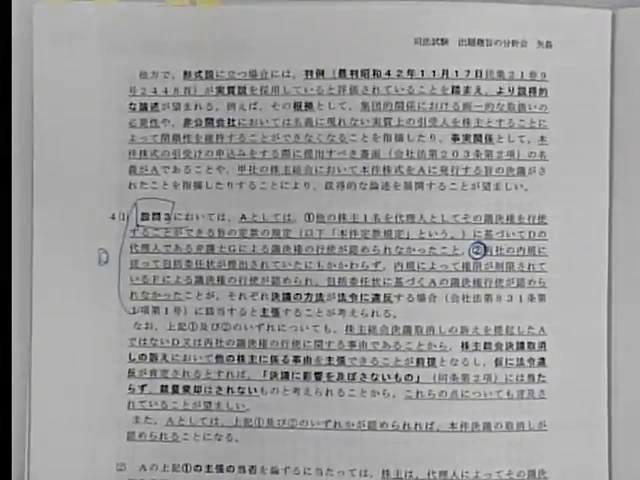 司法試験 出題趣旨の分析会 矢島
他方で，形式説に立つ場合には，判例（最判昭和４２年１１月１７日民集２１巻９
号２４４８頁）が実質説を採用していると評価されていることを踏まえ，より説得的
な論述が望まれる。例えば，その根拠として，集団的関係における画一的な取扱いの
必要性や，非公開会社においては名義に現れない実質上の引受人を株主とすることに
よって閉鎖性を維持することができなくなることを指摘したり，事実関係として，本
件株式の引受けの申込みをする際に提出すべき書面（会社法第２０３条第２項）の名
義がＡであることや，甲社の株主総会において本件株式をＡに発行する旨の決議がさ
れたことを指摘したりすることにより，説得的な論述を展開することが望ましい。
4(1) 設問３においては，Ａとしては，①他の株主１名を代理人としてその議決権を行使
することができる旨の定款の規定（以下「本件定款規定」という。）に基づいてＤの
代理人である弁護士Ｇによる議決権の行使が認められなかったこと，②丙社の内規に
従って包括委任状が提出されていたにもかかわらず，内規によって権限が制限されて
いるＦによる議決権の行使が認められ，包括委任状に基づくＡの議決権行使が認めら
れなかったことが，それぞれ決議の方法が法令に違反する場合（会社法第８３１条第
１項第１号）に該当すると主張することが考えられる。
なお，上記①及び②のいずれについても，株主総会決議取消しの訴えを提起したＡ
ではないＤ又は丙社の議決権の行使に関する事由であることから，株主総会決議取消
しの訴えにおいて他の株主に係る事由を主張できることが前提となるし，仮に法令違
反が肯定されるとすれば，「決議に影響を及ぼさないもの」（同条第２項）には当た
らず，裁量棄却はされないものと考えられることから，これらの点についても言及さ
れていることが望ましい。
また，Ａとしては，上記①及び②のいずれかが認められれば，本件決議の取消しが
認められることになる。
(2) Ａの上記①の主張の当否を論ずるに当たっては，株主は，代理人によってその議決